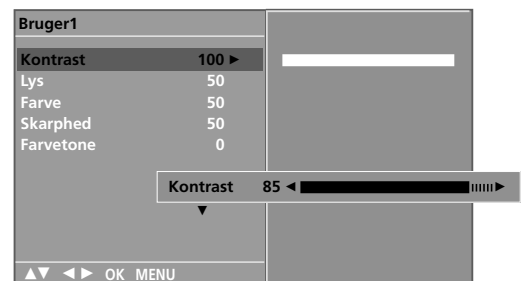 Bruger1
Kontrast 100 ►
Lys 50
Farve 50
Skarphed 50
Farvetone 0
Kontrast 85 ◄ ►
▼
▲▼ ◄► OK MENU